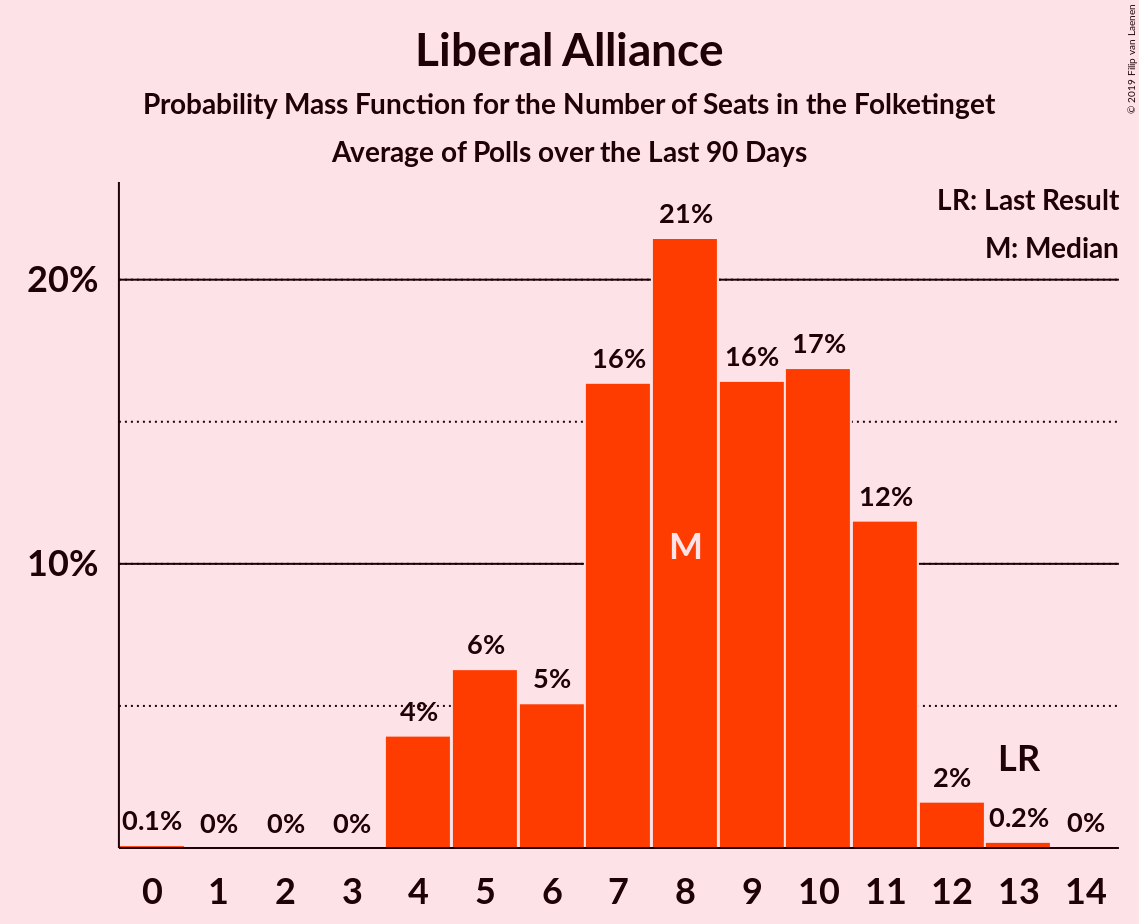 Liberal Alliance
Probability Mass Function for the Number of Seats in the Folketinget
Average of Polls over the Last 90 Days
© 2019 Filip van Laenen
LR: Last Result
M: Median
20%
10%
0.1%
0%
0%
0%
4%
6%
5%
16%
21%
16%
17%
12%
2%
0.2%
0%
M
LR
0 1 2 3 4 5 6 7 8 9 10 11 12 13 14